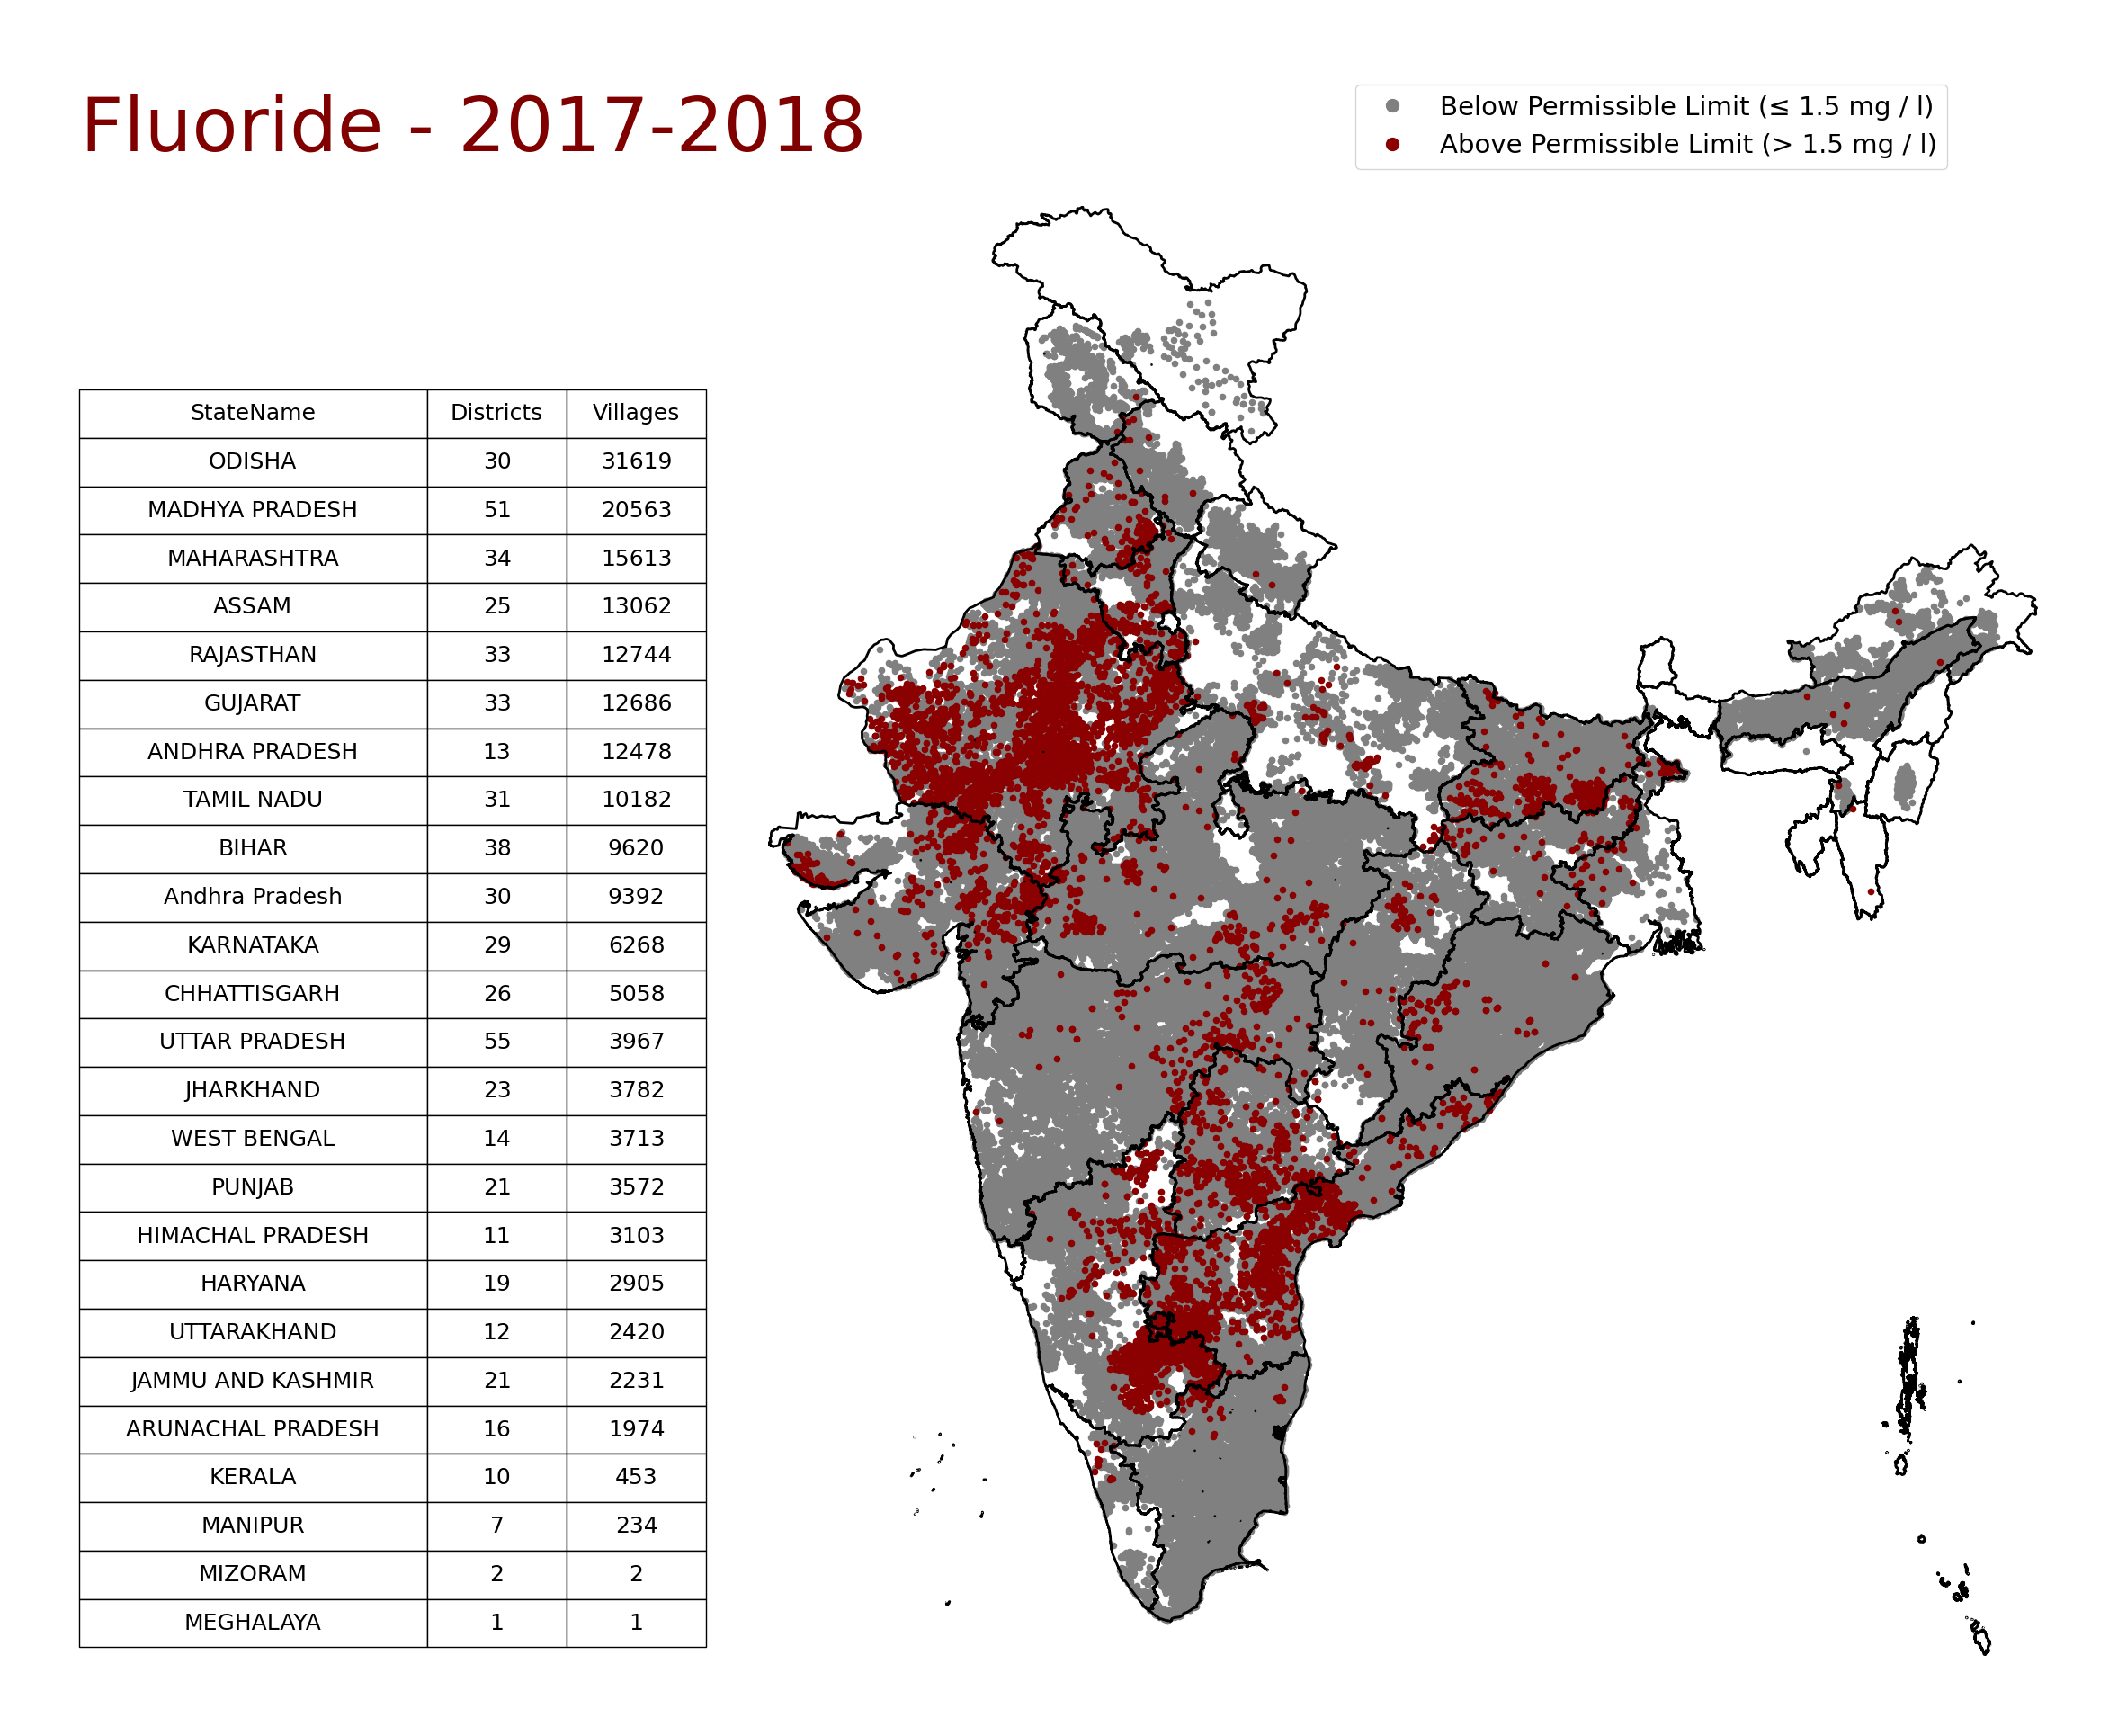 Fluoride - 2017-2018
Below Permissible Limit (≤ 1.5 mg / l)
Above Permissible Limit (> 1.5 mg / l)
StateName Districts Villages
ODISHA 30 31619
MADHYA PRADESH 51 20563
MAHARASHTRA 34 15613
ASSAM 25 13062
RAJASTHAN 33 12744
GUJARAT 33 12686
ANDHRA PRADESH 13 12478
TAMIL NADU 31 10182
BIHAR 38 9620
Andhra Pradesh 30 9392
KARNATAKA 29 6268
CHHATTISGARH 26 5058
UTTAR PRADESH 55 3967
JHARKHAND 23 3782
WEST BENGAL 14 3713
PUNJAB 21 3572
HIMACHAL PRADESH 11 3103
HARYANA 19 2905
UTTARAKHAND 12 2420
JAMMU AND KASHMIR 21 2231
ARUNACHAL PRADESH 16 1974
KERALA 10 453
MANIPUR 7 234
MIZORAM 2 2
MEGHALAYA 1 1